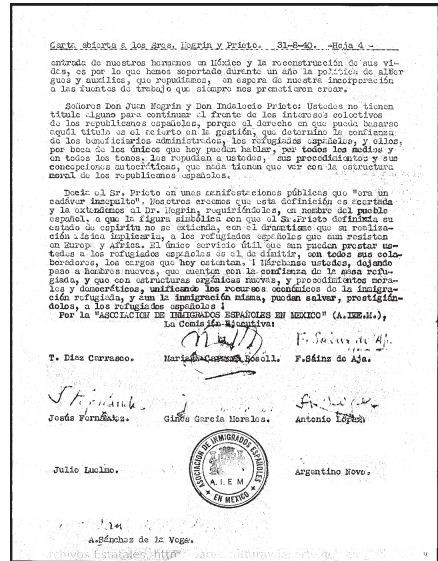 Carta abierta a los Sres. Negrín y Prieto. 31-8-40. -Hoja 4-
entrada de nuestros hermanos en México y la reconstrucción de sus vi-
das, es por lo que hemos soportado durante un año la política de alber
gues y auxilios, que repudiamos, en espera de nuestra incorporación
a las fuentes de trabajo que siempre nos prometieron crear.
Señores Don Juan Negrín y Don Indalecio Prieto: Ustedes no tienen
título alguno para continuar al frente de los intereses colectivos
de los republicanos españoles, porque el derecho en que pueda basarse
aquél título es el acierto en la gestión, que determine la confianza
de los beneficiarios administrados, los refugiados españoles, y ellos,
por boca de los únicos que hoy pueden hablar, por todos los medios y
en todos los tonos, los repudian a ustedes, sus procedimientos y sus
concepciones autocráticas, que nada tienen que ver con la estructura
moral de los republicanos españoles.
Decía el Sr. Prieto en unas manifestaciones públicas que "era un
cadáver insepulto". Nosotros creemos que esta definición es acertada
y la extendemos al Dr. Negrín, requiriéndoles, en nombre del pueblo
español, a que la figura simbólica con que el Sr. Prieto definía su
estado de espíritu no se extienda, con el dramatismo que su realiza-
ción física implicaría, a los refugiados españoles que aun resisten
en Europa y Africa. El único servicio útil que aun pueden prestar us-
tedes a los refugiados españoles es el de dimitir, con todos sus cola-
boradores, los cargos que hoy ostentan. ¡ Márchense ustedes, dejando
paso a hombres nuevos, que cuenten con la confianza de la masa refu-
giada, y que con estructuras orgánicas nuevas, y procedimientos mora-
les y democráticos, unificando los recursos económicos de la inmigra-
ción refugiada, y aun la inmigración misma, puedan salvar, prestigián-
dolos, a los refugiados españoles !
Por la "ASOCIACION DE INMIGRADOS ESPAÑOLES EN MEXICO" (A.I.E.M.),
La Comisión Ejecutiva:
T. Díaz Carrasco. Mariano Rosell. F. Sáinz de Aja.
Jesús Fernández. Ginés García Morales. Antonio López
Julio Luelmo. Argentino Novo.
ASOCIACION DE INMIGRADOS ESPAÑOLES
A.I.E.M.
EN MEXICO
A. Sánchez de la Vega.
Archivos Estatales,